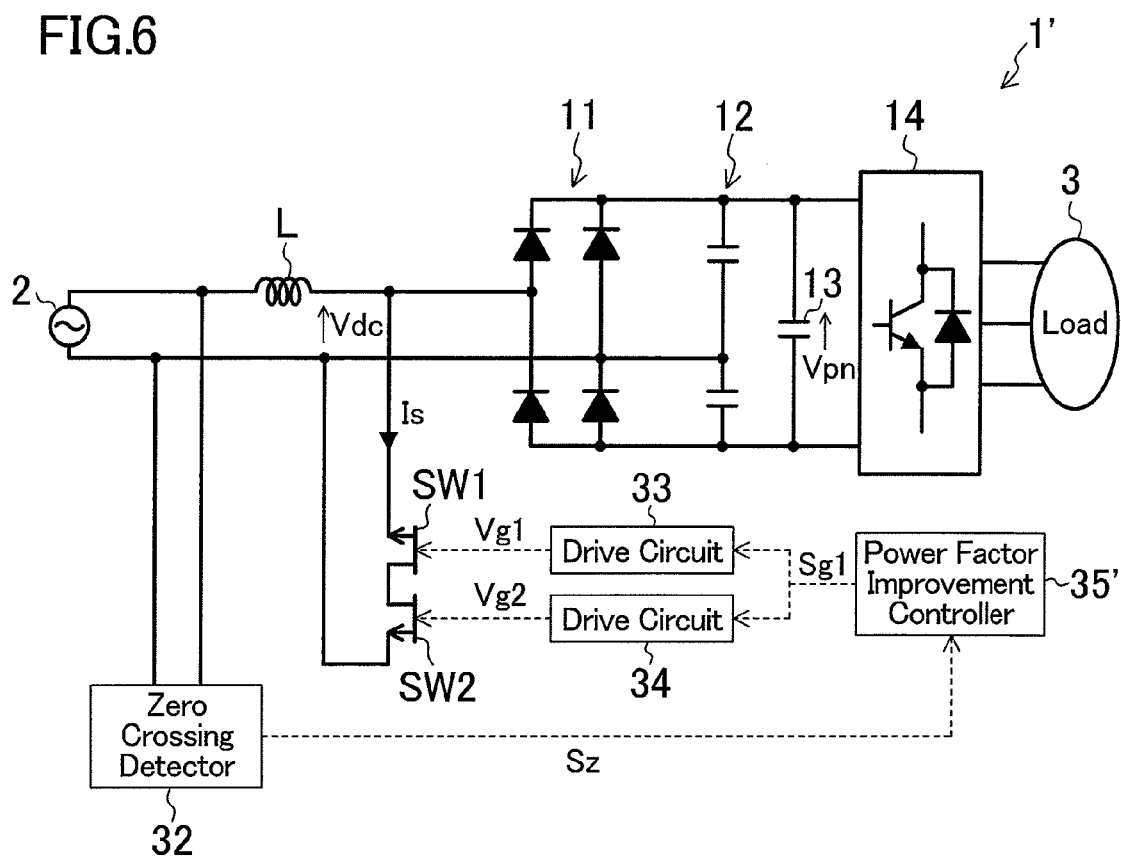 FIG.6
1'
11
12
14
3
L
2
Vdc
13
Vpn
Load
Is
SW1
33
Vg1
Drive Circuit
Sg1
Power Factor
Improvement
Controller
35'
Vg2
Drive Circuit
SW2
34
Zero
Crossing
Detector
Sz
32